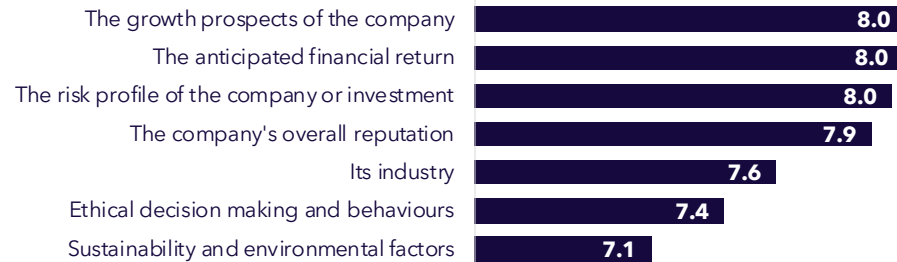 The growth prospects of the company 8.0
The anticipated financial return 8.0
The risk profile of the company or investment 8.0
The company's overall reputation 7.9
Its industry 7.6
Ethical decision making and behaviours 7.4
Sustainability and environmental factors 7.1